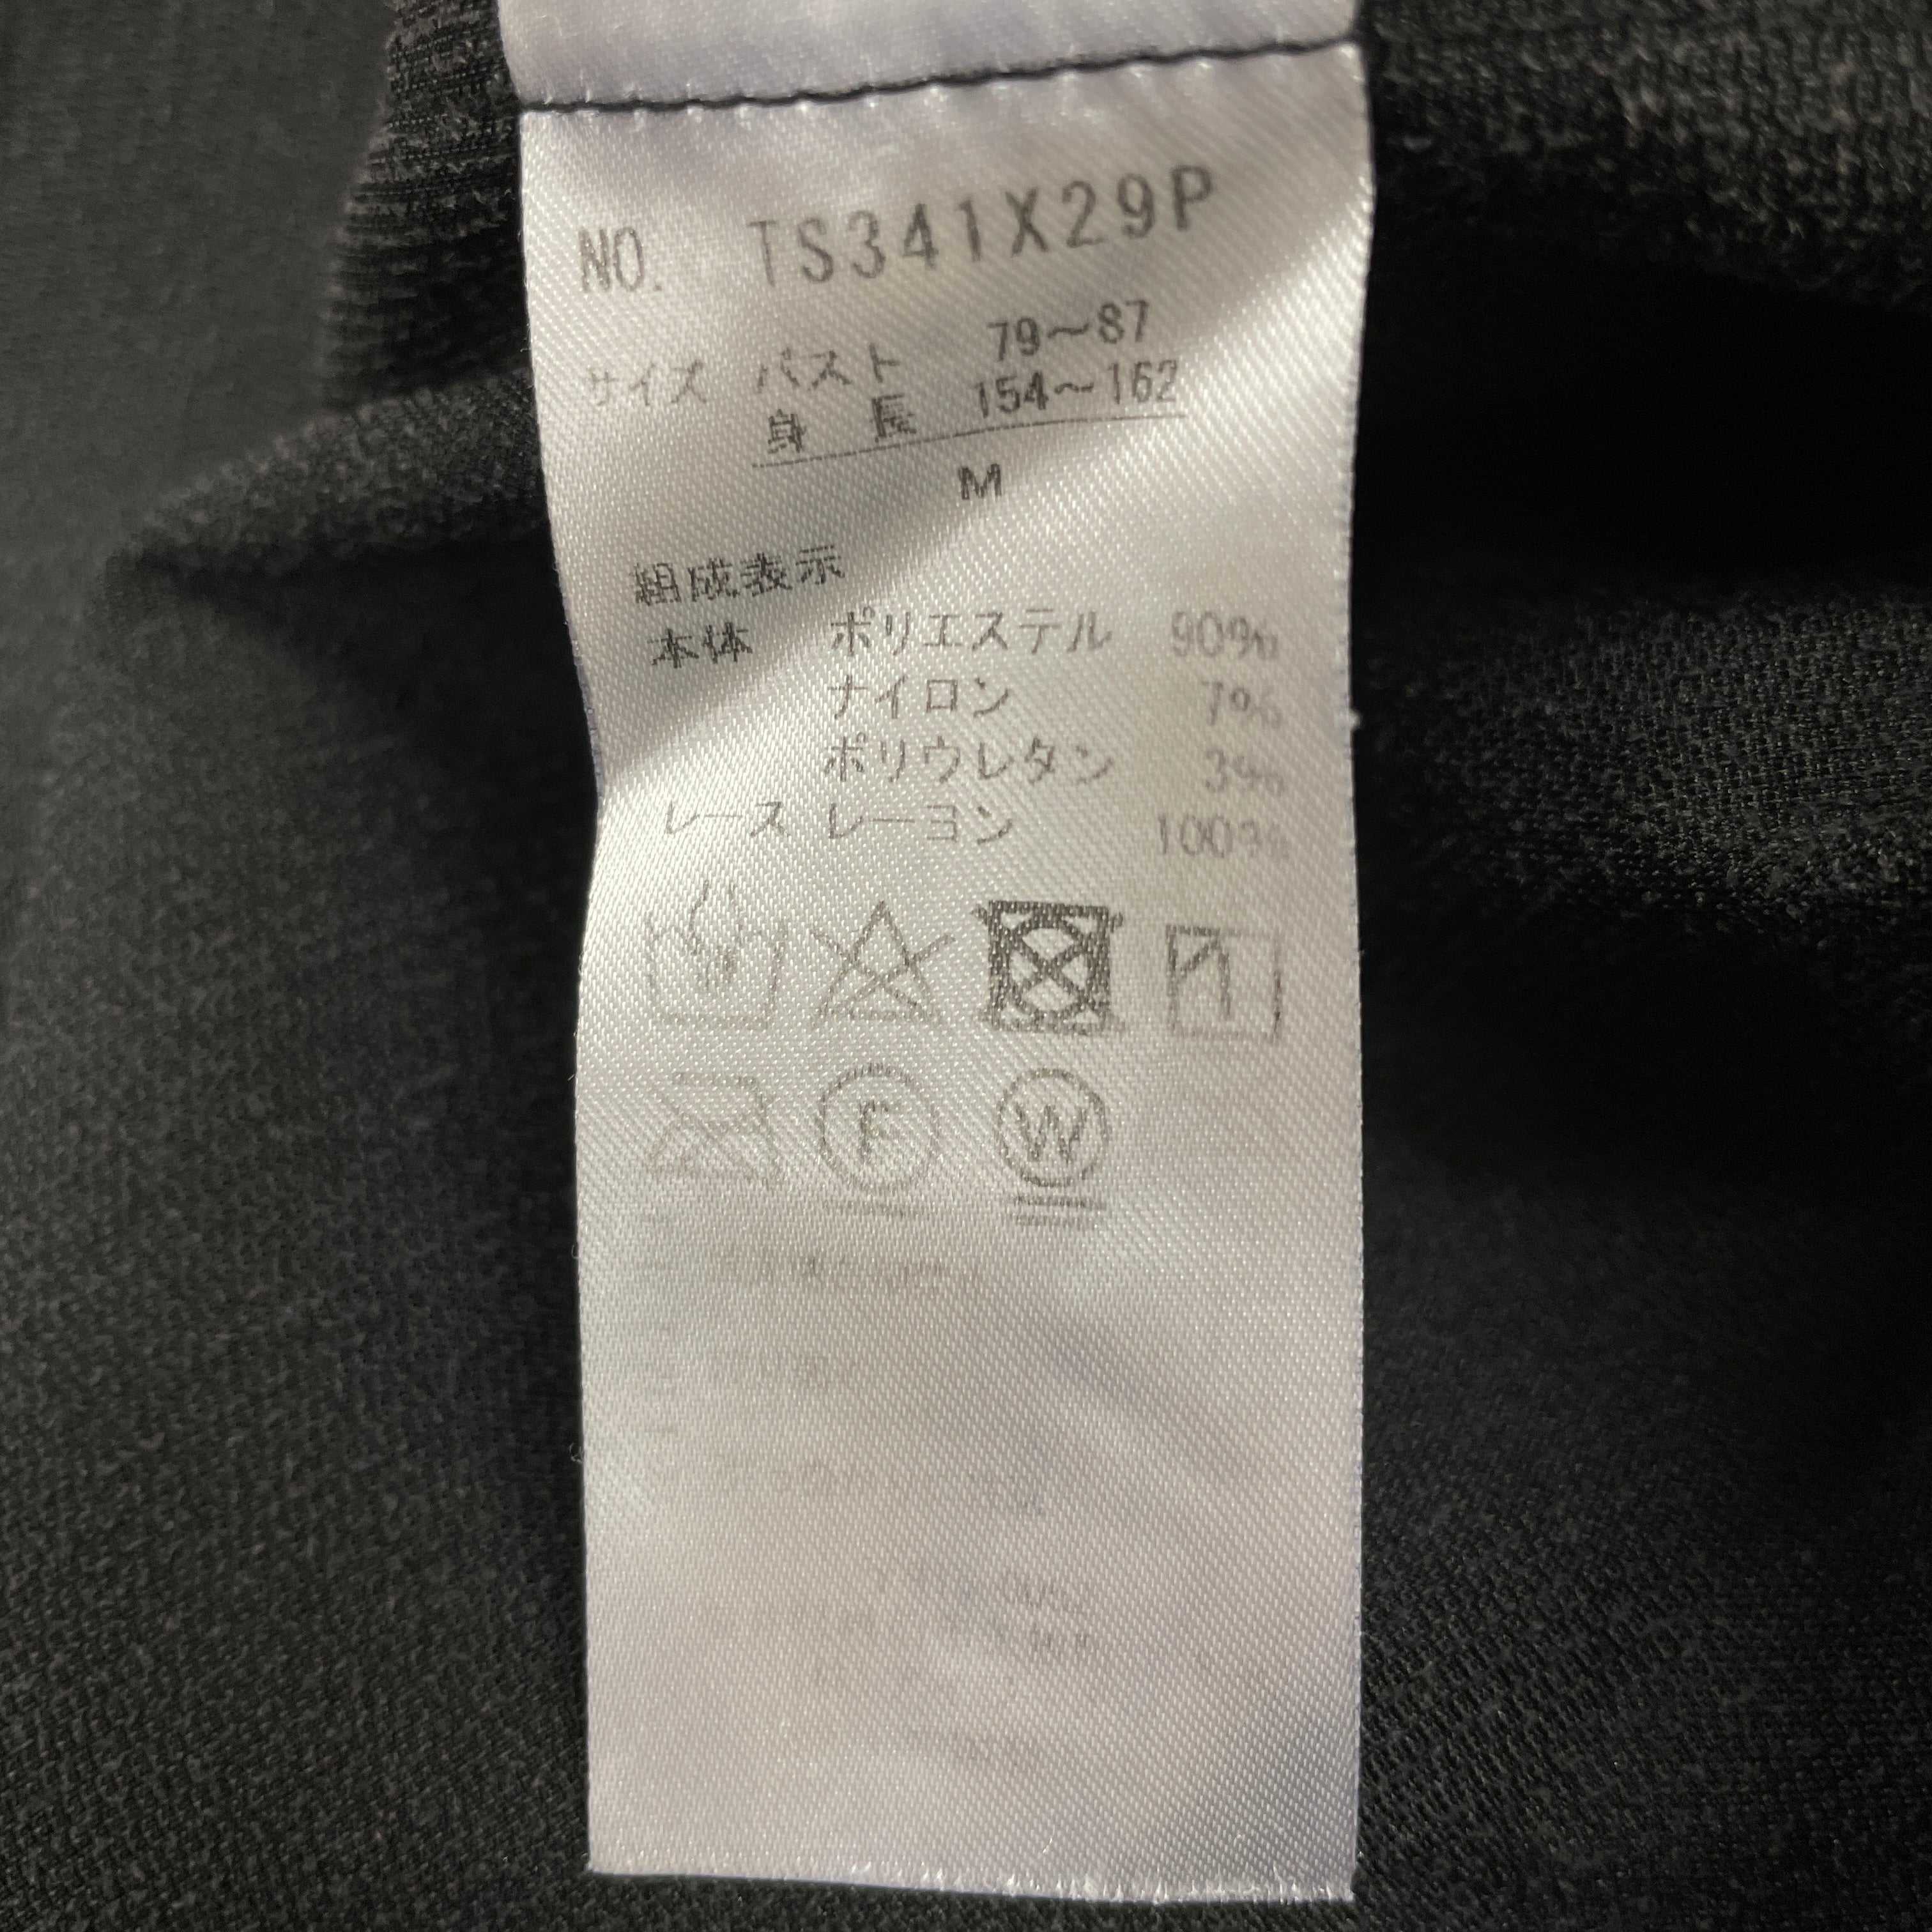 NO. TS341X29P
サイズ バスト 79〜87
身長 154〜162
M
組成表示
本体 ポリエステル 90%
ナイロン 7%
ポリウレタン 3%
レース レーヨン 100%
F W